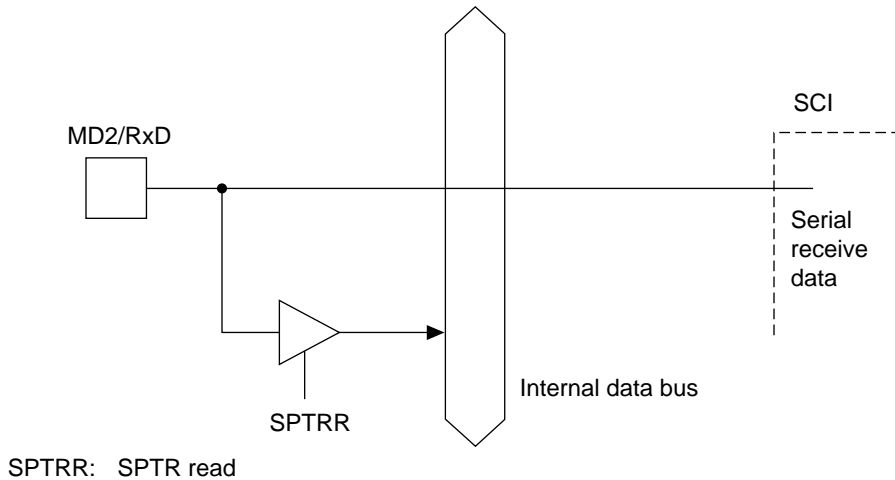 SCI
MD2/RxD
Serial
receive
data
Internal data bus
SPTRR
SPTRR: SPTR read